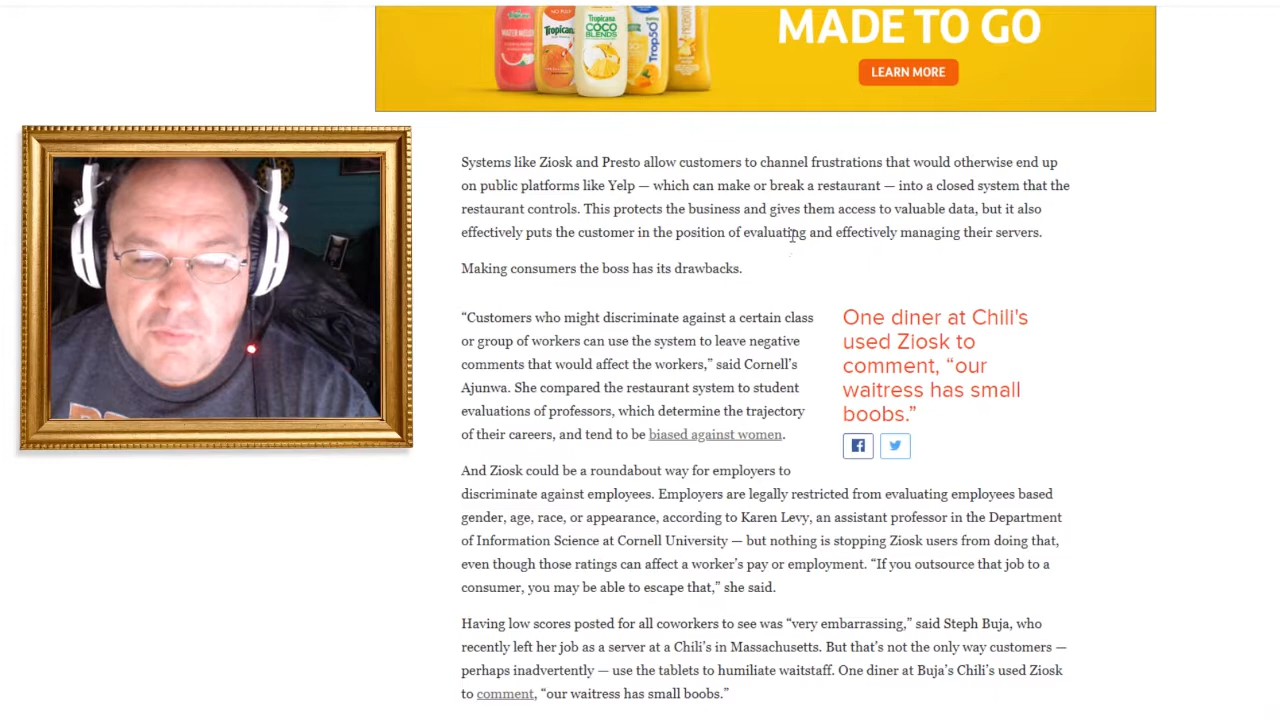 MADE TO GO
LEARN MORE
Tropicana
Tropicana
COCO
BLENDS
Trop50
Systems like Ziosk and Presto allow customers to channel frustrations that would otherwise end up
on public platforms like Yelp — which can make or break a restaurant — into a closed system that the
restaurant controls. This protects the business and gives them access to valuable data, but it also
effectively puts the customer in the position of evaluating and effectively managing their servers.
Making consumers the boss has its drawbacks.
“Customers who might discriminate against a certain class
or group of workers can use the system to leave negative
comments that would affect the workers,” said Cornell’s
Ajunwa. She compared the restaurant system to student
evaluations of professors, which determine the trajectory
of their careers, and tend to be biased against women.
One diner at Chili's
used Ziosk to
comment, “our
waitress has small
boobs.”
And Ziosk could be a roundabout way for employers to
discriminate against employees. Employers are legally restricted from evaluating employees based
gender, age, race, or appearance, according to Karen Levy, an assistant professor in the Department
of Information Science at Cornell University — but nothing is stopping Ziosk users from doing that,
even though those ratings can affect a worker’s pay or employment. “If you outsource that job to a
consumer, you may be able to escape that,” she said.
Having low scores posted for all coworkers to see was “very embarrassing,” said Steph Buja, who
recently left her job as a server at a Chili’s in Massachusetts. But that’s not the only way customers —
perhaps inadvertently — use the tablets to humiliate waitstaff. One diner at Buja’s Chili’s used Ziosk
to comment, “our waitress has small boobs.”